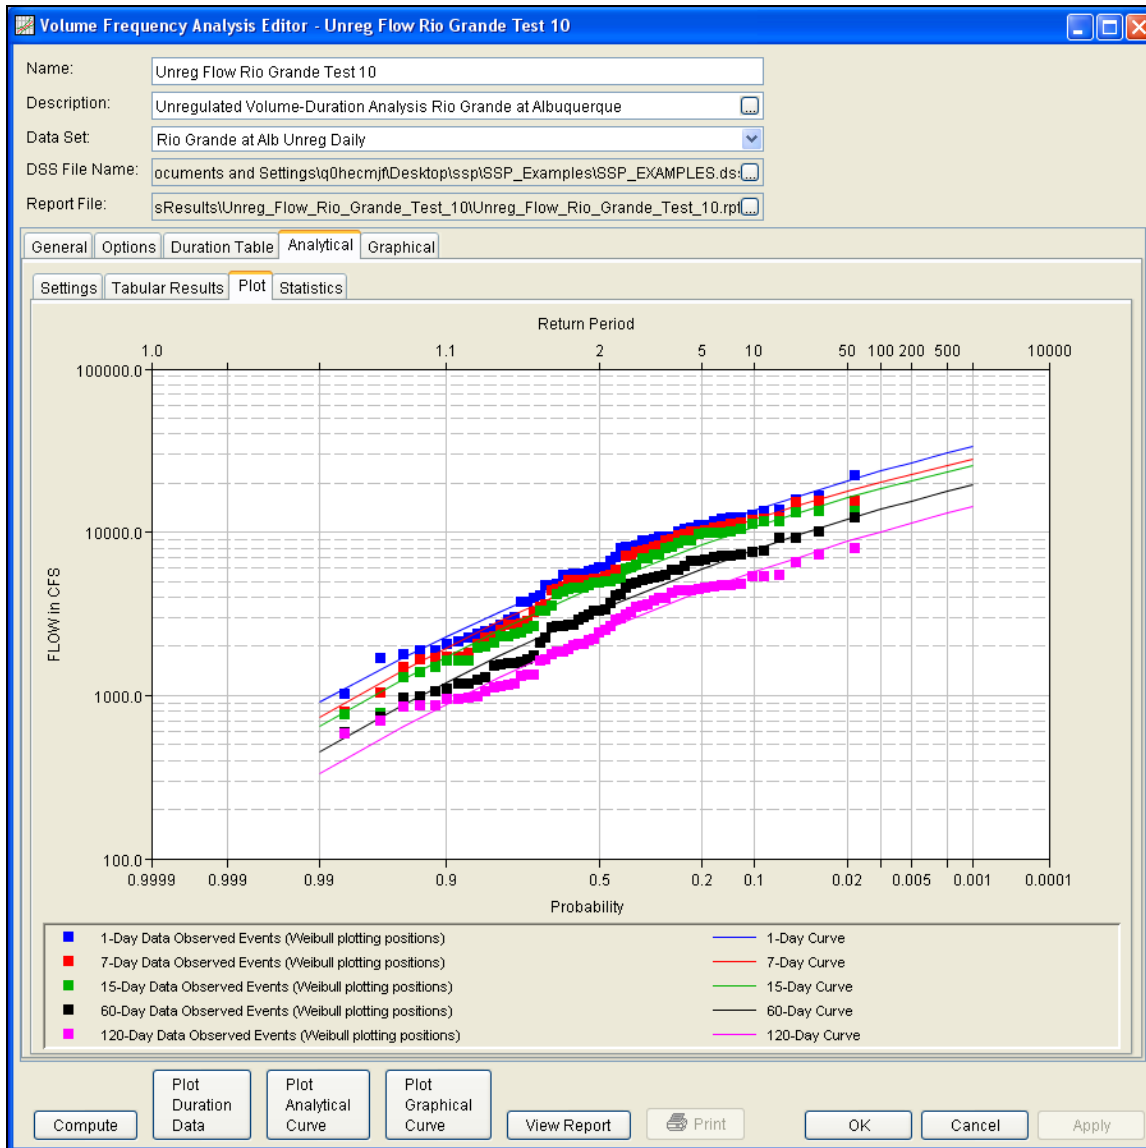 Volume Frequency Analysis Editor - Unreg Flow Rio Grande Test 10
Name: Unreg Flow Rio Grande Test 10
Description: Unregulated Volume-Duration Analysis Rio Grande at Albuquerque ...
Data Set: Rio Grande at Alb Unreg Daily
DSS File Name: ocuments and Settings\q0hecmjf\Desktop\ssp\SSP_Examples\SSP_EXAMPLES.dss ...
Report File: sResults\Unreg_Flow_Rio_Grande_Test_10\Unreg_Flow_Rio_Grande_Test_10.rpt ...
General Options Duration Table Analytical Graphical
Settings Tabular Results Plot Statistics
Return Period
1.0 1.1 2 5 10 50 100 200 500 10000
100000.0
10000.0
1000.0
100.0
FLOW in CFS
0.9999 0.999 0.99 0.9 0.5 0.2 0.1 0.02 0.005 0.001 0.0001
Probability
1-Day Data Observed Events (Weibull plotting positions) 1-Day Curve
7-Day Data Observed Events (Weibull plotting positions) 7-Day Curve
15-Day Data Observed Events (Weibull plotting positions) 15-Day Curve
60-Day Data Observed Events (Weibull plotting positions) 60-Day Curve
120-Day Data Observed Events (Weibull plotting positions) 120-Day Curve
Compute
Plot
Duration
Data
Plot
Analytical
Curve
Plot
Graphical
Curve
View Report
Print
OK
Cancel
Apply